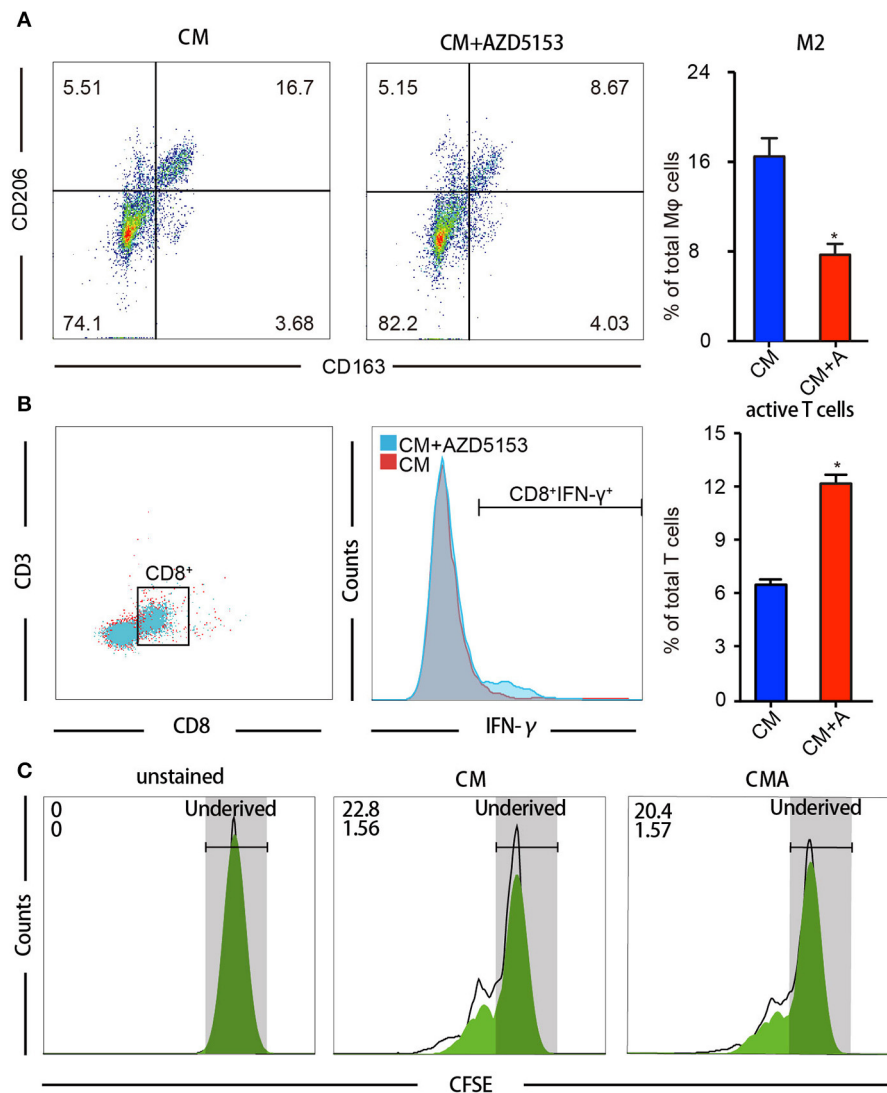 A
CM
CM+AZD5153
M2
5.51
16.7
5.15
8.67
74.1
3.68
82.2
4.03
CD206
CD163
% of total Mφ cells
24
16
8
0
*
CM
CM+A
B
CD3
CD8⁺
CD8
Counts
CM+AZD5153
CM
CD8⁺IFN-γ⁺
IFN-γ
active T cells
% of total T cells
15
12
9
6
3
0
*
CM
CM+A
C
unstained
CM
CMA
0
0
Underived
22.8
1.56
Underived
20.4
1.57
Underived
Counts
CFSE